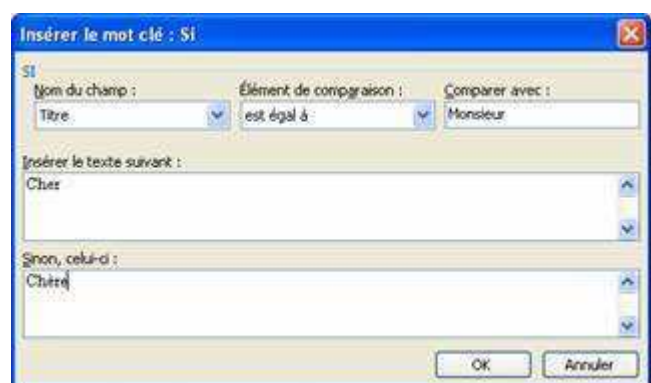 Insérer le mot clé : Si
SI
Nom du champ : Élément de comparaison : Comparer avec :
Titre est égal à Monsieur
Insérer le texte suivant :
Cher
Sinon, celui-ci :
Chère
OK Annuler